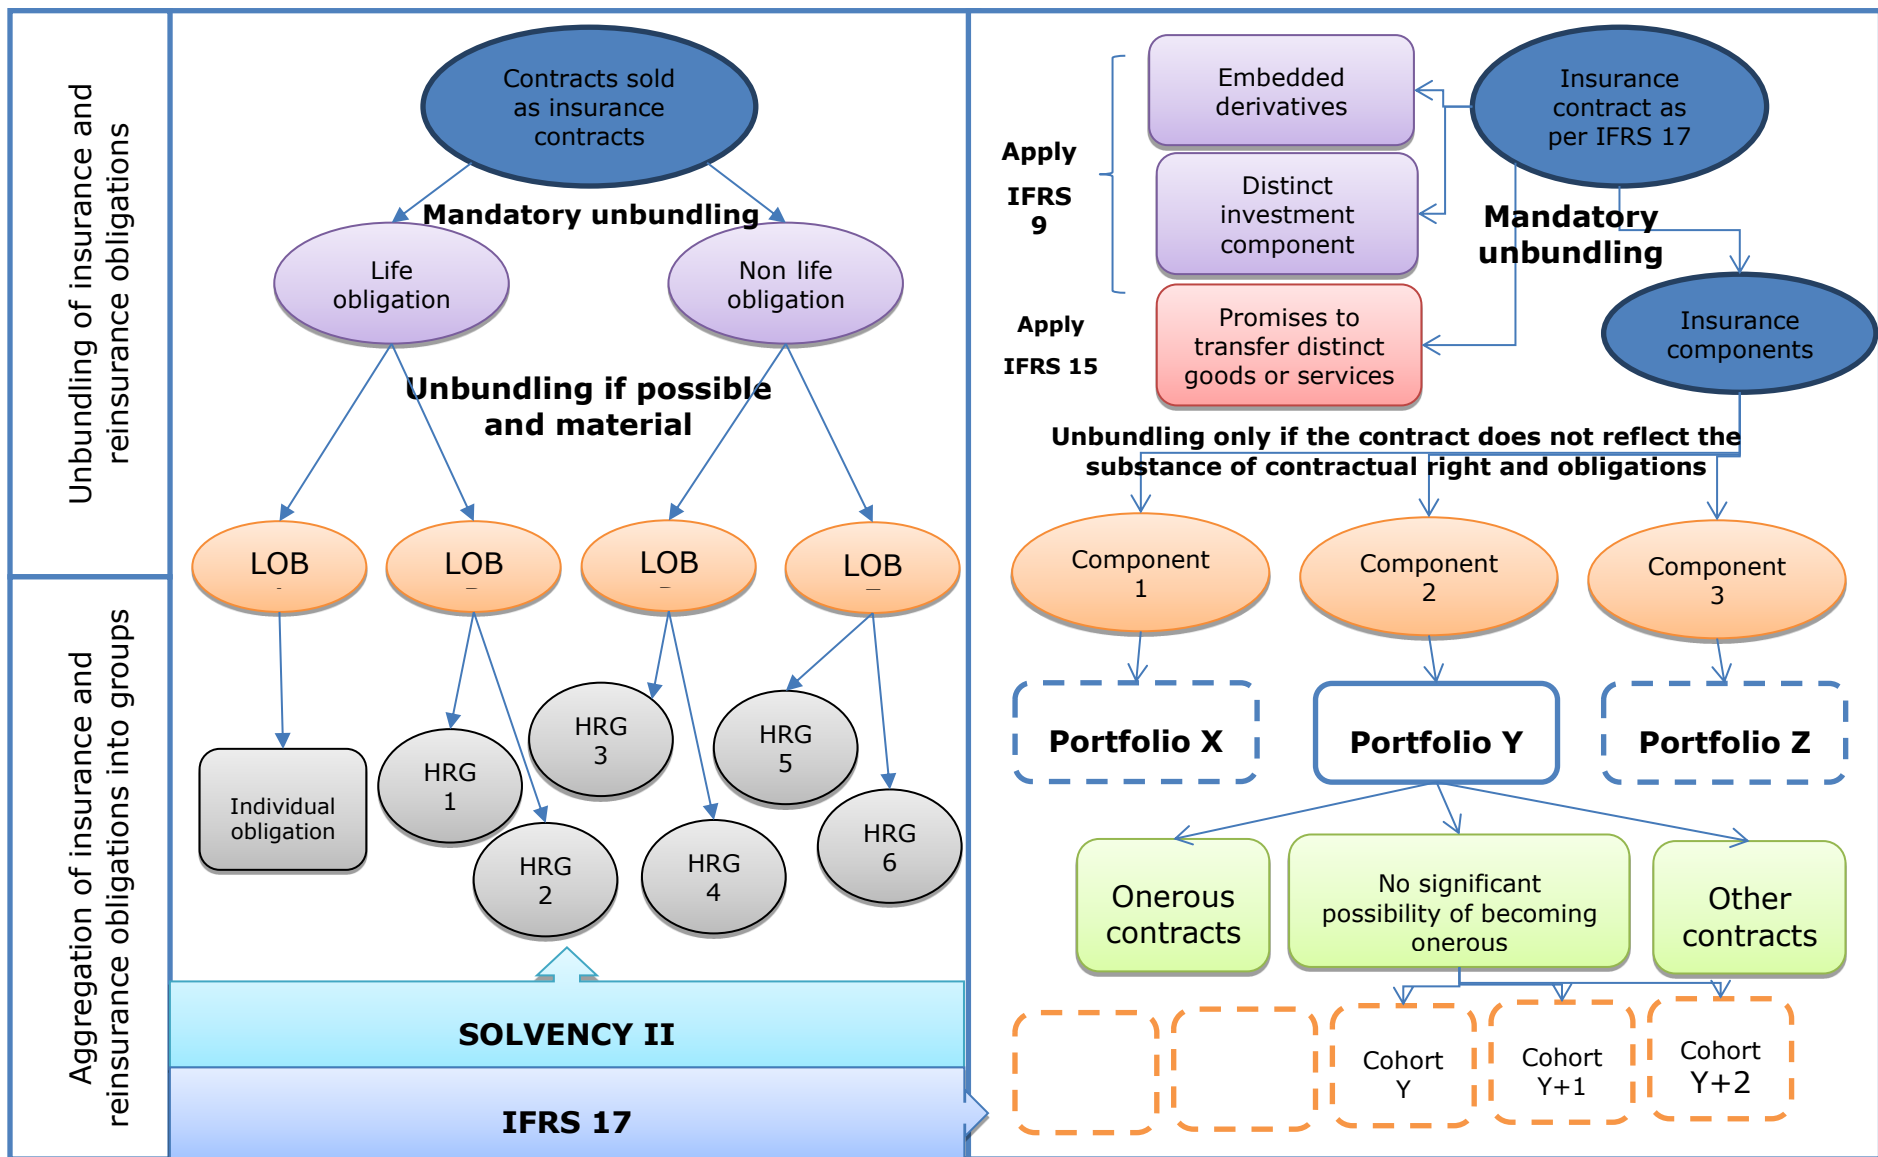 Unbundling of insurance and
reinsurance obligations
Aggregation of insurance and
reinsurance obligations into groups
Contracts sold
as insurance
contracts
Mandatory unbundling
Life
obligation
Non life
obligation
Unbundling if possible
and material
LOB
LOB
LOB
LOB
Individual
obligation
HRG
1
HRG
2
HRG
3
HRG
4
HRG
5
HRG
6
SOLVENCY II
IFRS 17
Embedded
derivatives
Insurance
contract as
per IFRS 17
Apply
IFRS
9
Distinct
investment
component
Mandatory
unbundling
Apply
IFRS 15
Promises to
transfer distinct
goods or services
Insurance
components
Unbundling only if the contract does not reflect the
substance of contractual right and obligations
Component
1
Component
2
Component
3
Portfolio X
Portfolio Y
Portfolio Z
Onerous
contracts
No significant
possibility of becoming
onerous
Other
contracts
Cohort
Y
Cohort
Y+1
Cohort
Y+2